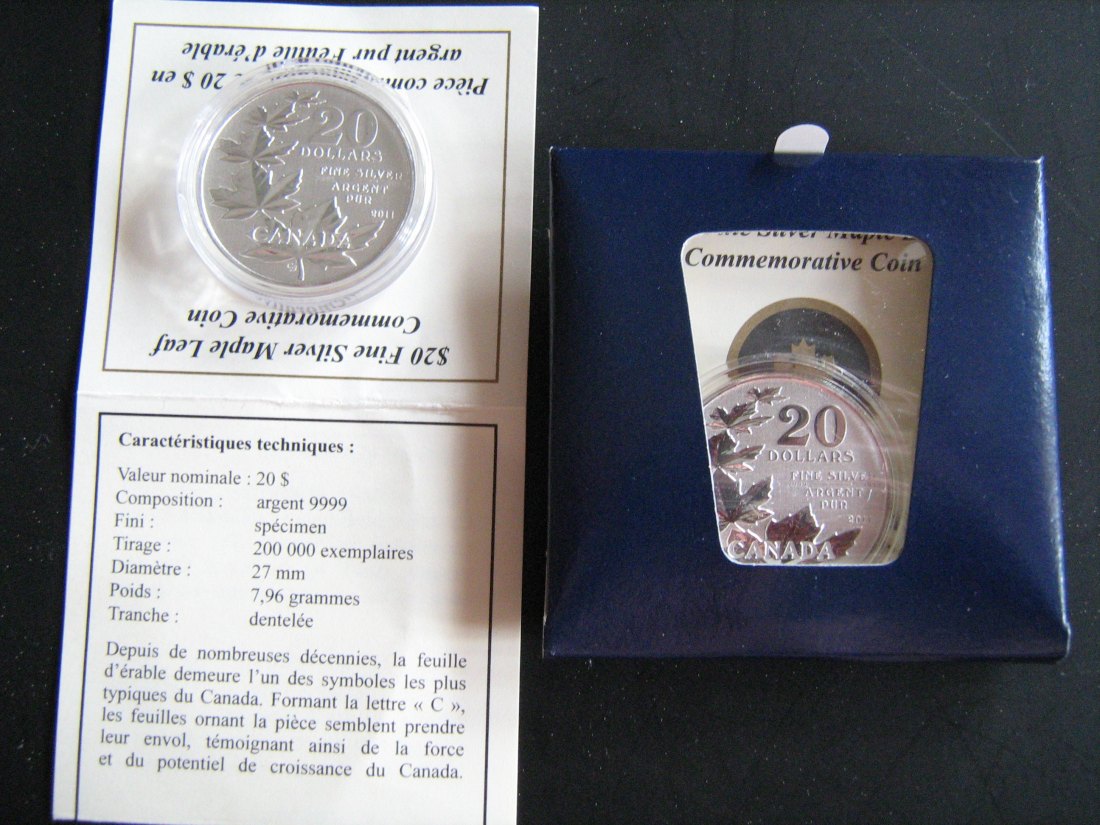 Pièce com 20 $ en
argent pur Feuille d'érable
20
DOLLARS
FINE SILVER
ARGENT
PUR
2011
CANADA
$20 Fine Silver Maple Leaf
Commemorative Coin
Caractéristiques techniques :
Valeur nominale : 20 $
Composition : argent 9999
Fini : spécimen
Tirage : 200 000 exemplaires
Diamètre : 27 mm
Poids : 7,96 grammes
Tranche : dentelée
Depuis de nombreuses décennies, la feuille
d'érable demeure l'un des symboles les plus
typiques du Canada. Formant la lettre « C »,
les feuilles ornant la pièce semblent prendre
leur envol, témoignant ainsi de la force
et du potentiel de croissance du Canada.
Silver Maple
Commemorative Coin
20
DOLLARS
FINE SILVE
ARGENT
PUR
CANADA